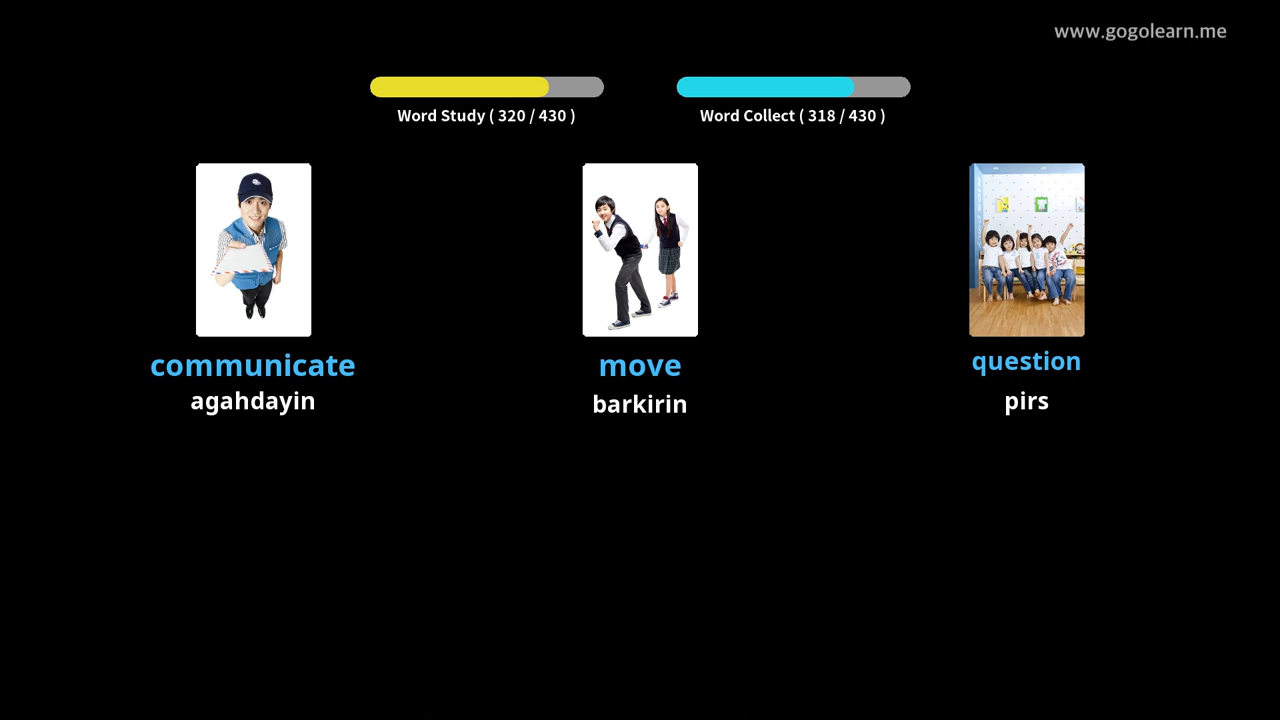 www.gogolearn.me
Word Study ( 320 / 430 )
Word Collect ( 318 / 430 )
communicate
agahdayin
move
barkirin
question
pirs